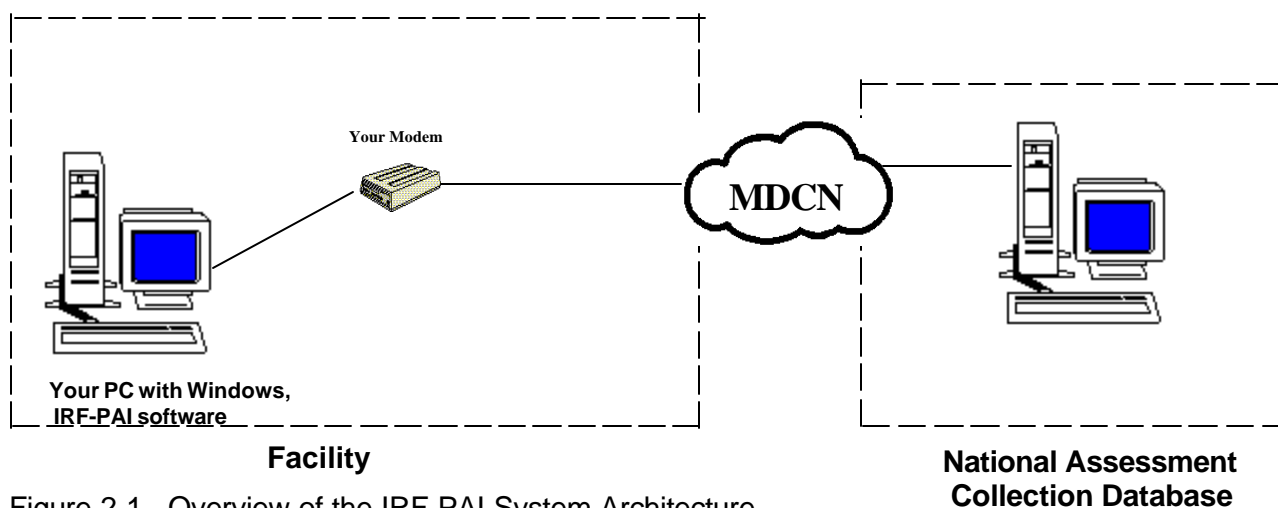 Your Modem
MDCN
Your PC with Windows,
IRF-PAI software
Facility
National Assessment
Collection Database
Figure 2.1 Overview of the IRF-PAI System Architecture